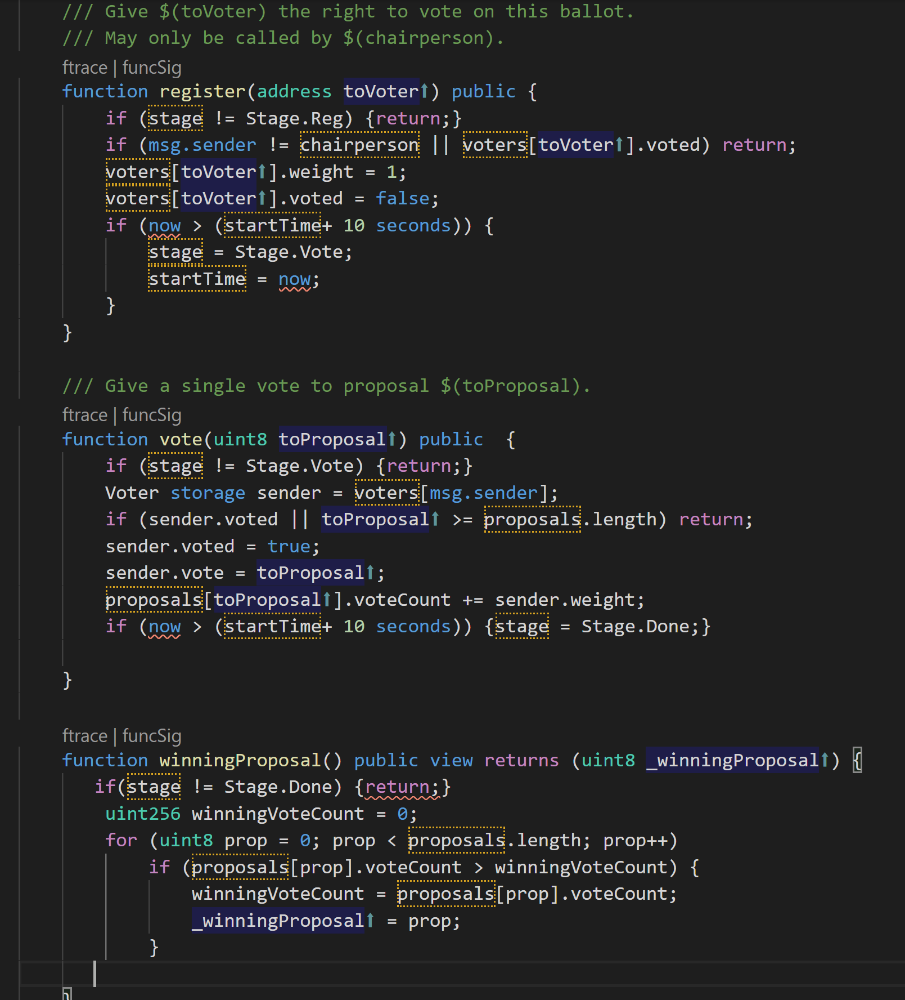 /// Give $(toVoter) the right to vote on this ballot.
/// May only be called by $(chairperson).
ftrace | funcSig
function register(address toVoter⬆) public {
if (stage != Stage.Reg) {return;}
if (msg.sender != chairperson || voters[toVoter⬆].voted) return;
voters[toVoter⬆].weight = 1;
voters[toVoter⬆].voted = false;
if (now > (startTime+ 10 seconds)) {
stage = Stage.Vote;
startTime = now;
}
}
/// Give a single vote to proposal $(toProposal).
ftrace | funcSig
function vote(uint8 toProposal⬆) public  {
if (stage != Stage.Vote) {return;}
Voter storage sender = voters[msg.sender];
if (sender.voted || toProposal⬆ >= proposals.length) return;
sender.voted = true;
sender.vote = toProposal⬆;
proposals[toProposal⬆].voteCount += sender.weight;
if (now > (startTime+ 10 seconds)) {stage = Stage.Done;}
}
ftrace | funcSig
function winningProposal() public view returns (uint8 _winningProposal⬆) {
if(stage != Stage.Done) {return;}
uint256 winningVoteCount = 0;
for (uint8 prop = 0; prop < proposals.length; prop++)
if (proposals[prop].voteCount > winningVoteCount) {
winningVoteCount = proposals[prop].voteCount;
_winningProposal⬆ = prop;
}
}